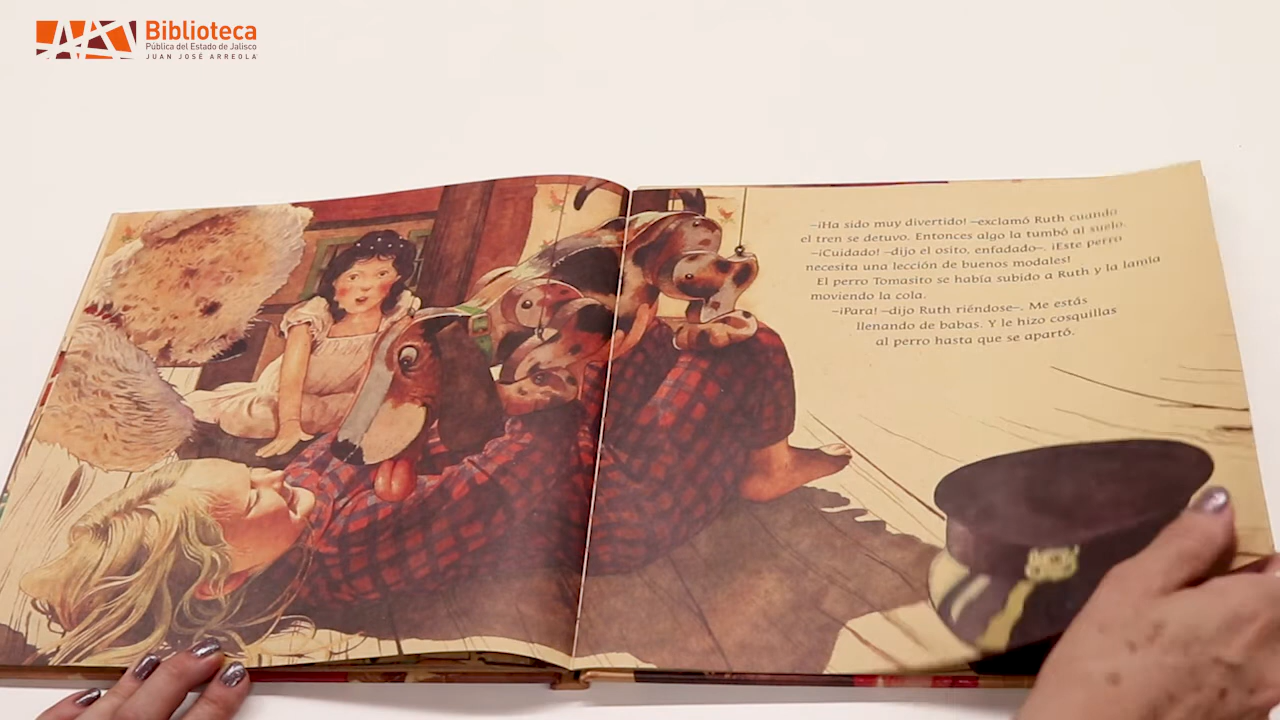 Biblioteca
Pública del Estado de Jalisco
JUAN JOSÉ ARREOLA
–¡Ha sido muy divertido! –exclamó Ruth cuando
el tren se detuvo. Entonces algo la tumbó al suelo.
–¡Cuidado! –dijo el osito, enfadado–. ¡Este perro
necesita una lección de buenos modales!
El perro Tomasito se había subido a Ruth y la lamía
moviendo la cola.
–¡Para! –dijo Ruth riéndose–. Me estás
llenando de babas. Y le hizo cosquillas
al perro hasta que se apartó.